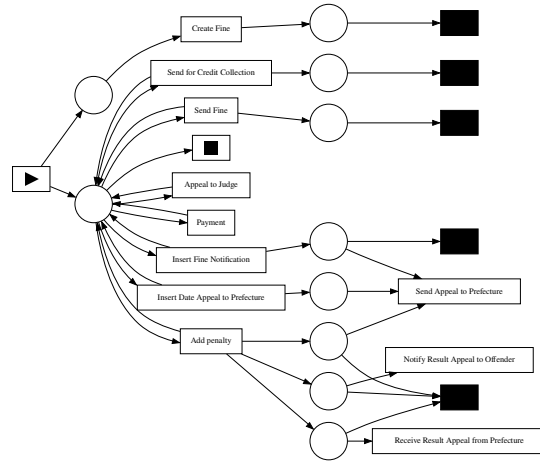 Create Fine
Send for Credit Collection
Send Fine
Appeal to Judge
Payment
Insert Fine Notification
Insert Date Appeal to Prefecture
Send Appeal to Prefecture
Add penalty
Notify Result Appeal to Offender
Receive Result Appeal from Prefecture